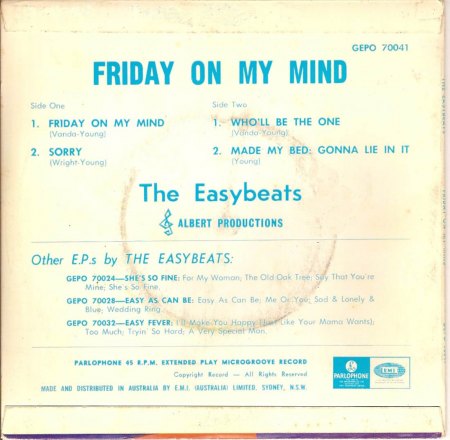 GEPO 70041
FRIDAY ON MY MIND
Side One
1. FRIDAY ON MY MIND
(Vanda-Young)
2. SORRY
(Wright-Young)
Side Two
1. WHO'LL BE THE ONE
(Vanda-Young)
2. MADE MY BED: GONNA LIE IN IT
(Young)
The Easybeats
ALBERT PRODUCTIONS
Other E.P.s by THE EASYBEATS:
GEPO 70024—SHE'S SO FINE: For My Woman; The Old Oak Tree; Say That You're
Mine; She's So Fine.
GEPO 70028—EASY AS CAN BE: Easy As Can Be; Me Or You; Sad & Lonely &
Blue; Wedding Ring.
GEPO 70032—EASY FEVER: I'll Make You Happy (Just Like Your Mama Wants);
Too Much; Tryin' So Hard; A Very Special Man.
PARLOPHONE 45 R.P.M. EXTENDED PLAY MICROGROOVE RECORD
Copyright Record — All Rights Reserved
MADE AND DISTRIBUTED IN AUSTRALIA BY E.M.I. (AUSTRALIA) LIMITED, SYDNEY, N.S.W.
PARLOPHONE
E.M.I.